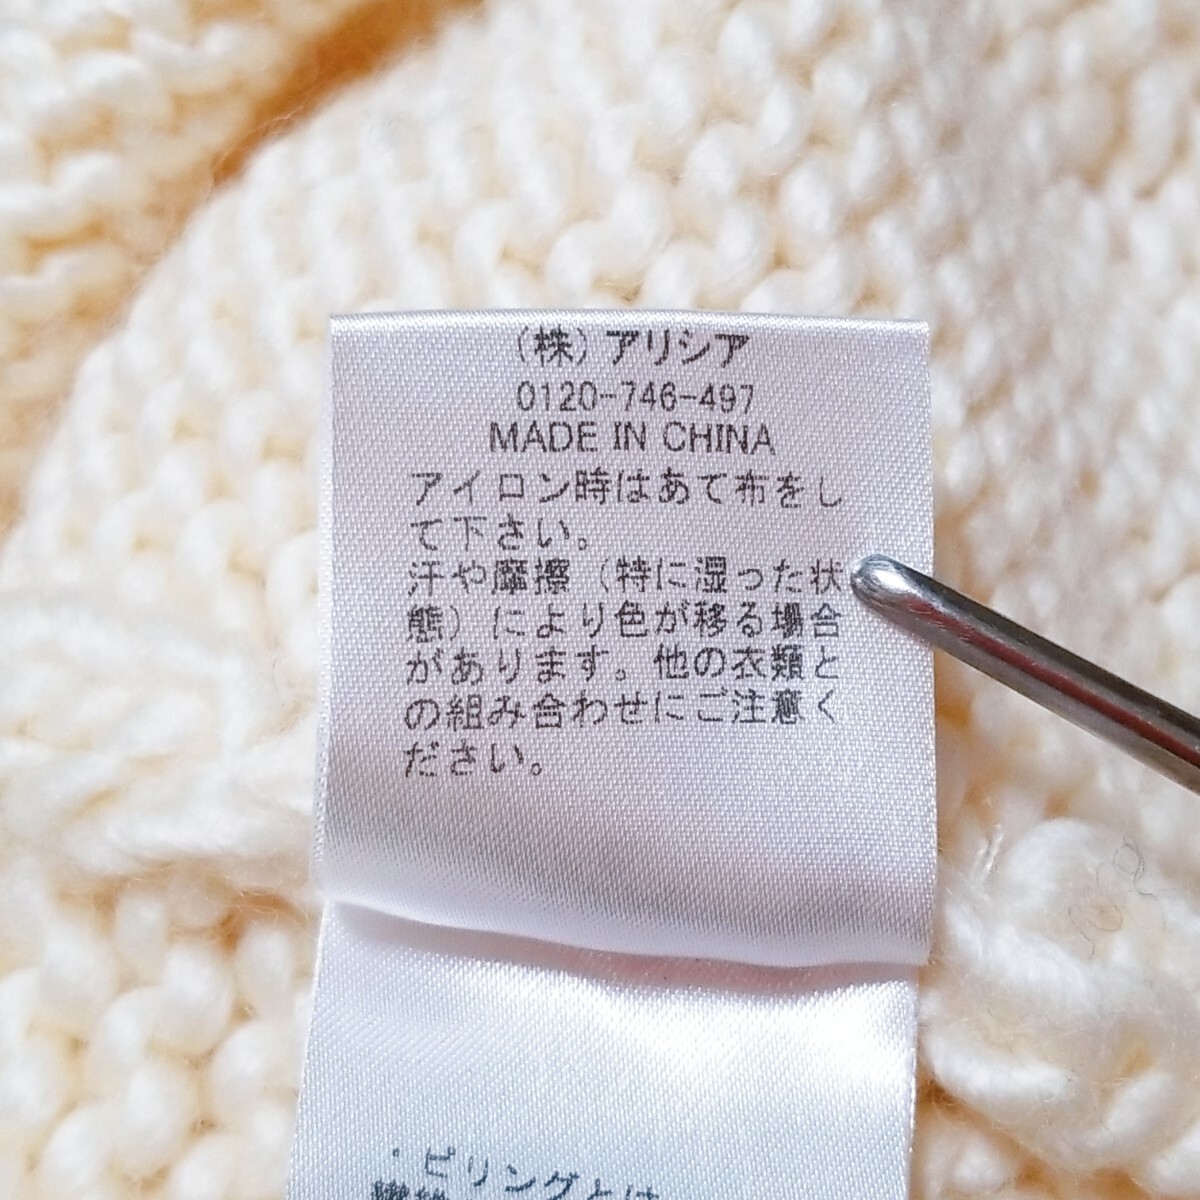 (株)アリシア
0120-746-497
MADE IN CHINA
アイロン時はあて布をし
て下さい。
汗や摩擦（特に湿った状
態）により色が移る場合
があります。他の衣類と
の組み合わせにご注意く
ださい。
・ピリングとは